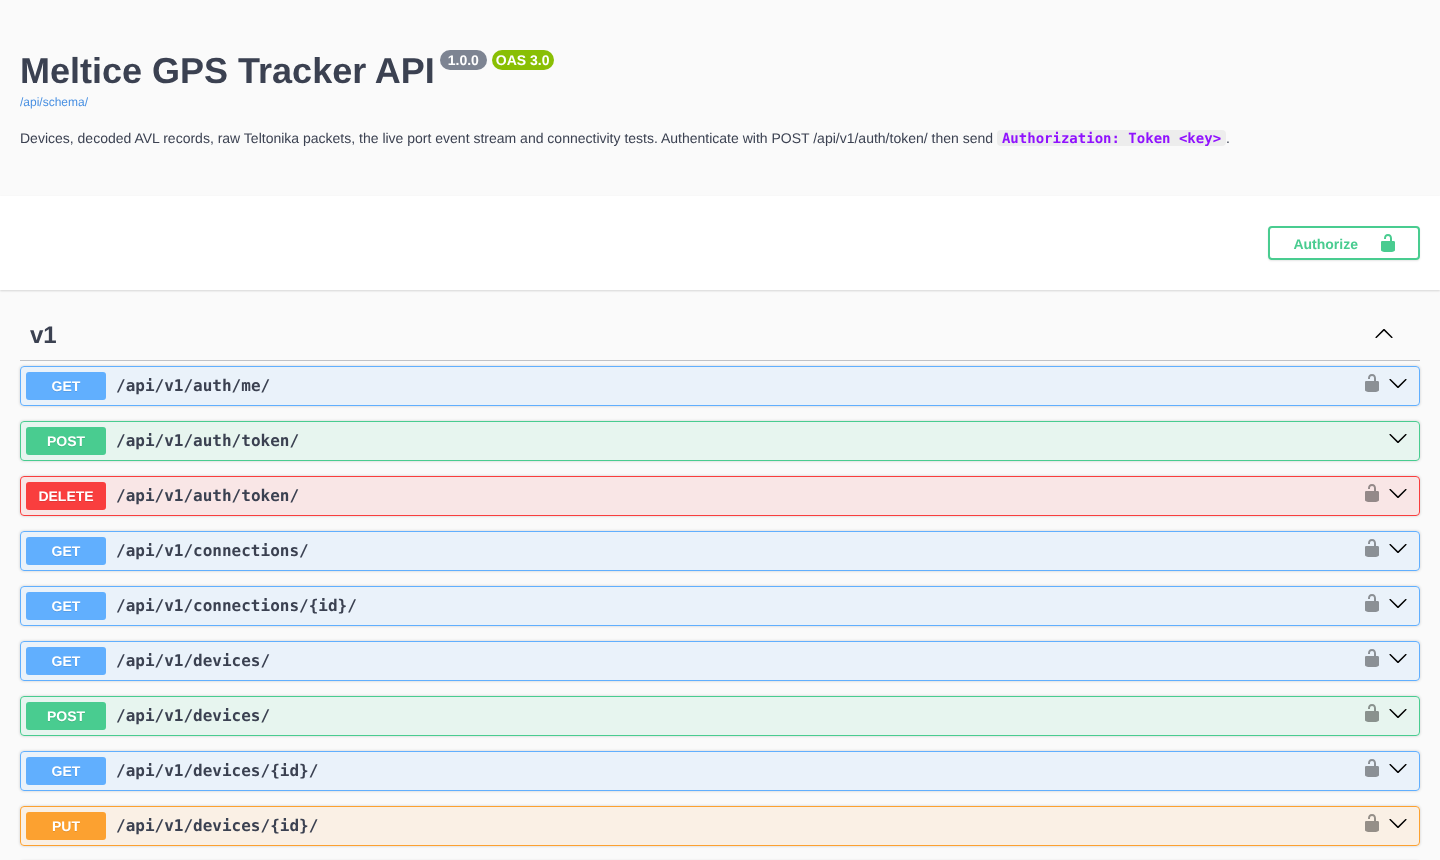 Meltice GPS Tracker API 1.0.0 OAS 3.0
/api/schema/
Devices, decoded AVL records, raw Teltonika packets, the live port event stream and connectivity tests. Authenticate with POST /api/v1/auth/token/ then send Authorization: Token <key>.
Authorize
v1
GET /api/v1/auth/me/
POST /api/v1/auth/token/
DELETE /api/v1/auth/token/
GET /api/v1/connections/
GET /api/v1/connections/{id}/
GET /api/v1/devices/
POST /api/v1/devices/
GET /api/v1/devices/{id}/
PUT /api/v1/devices/{id}/